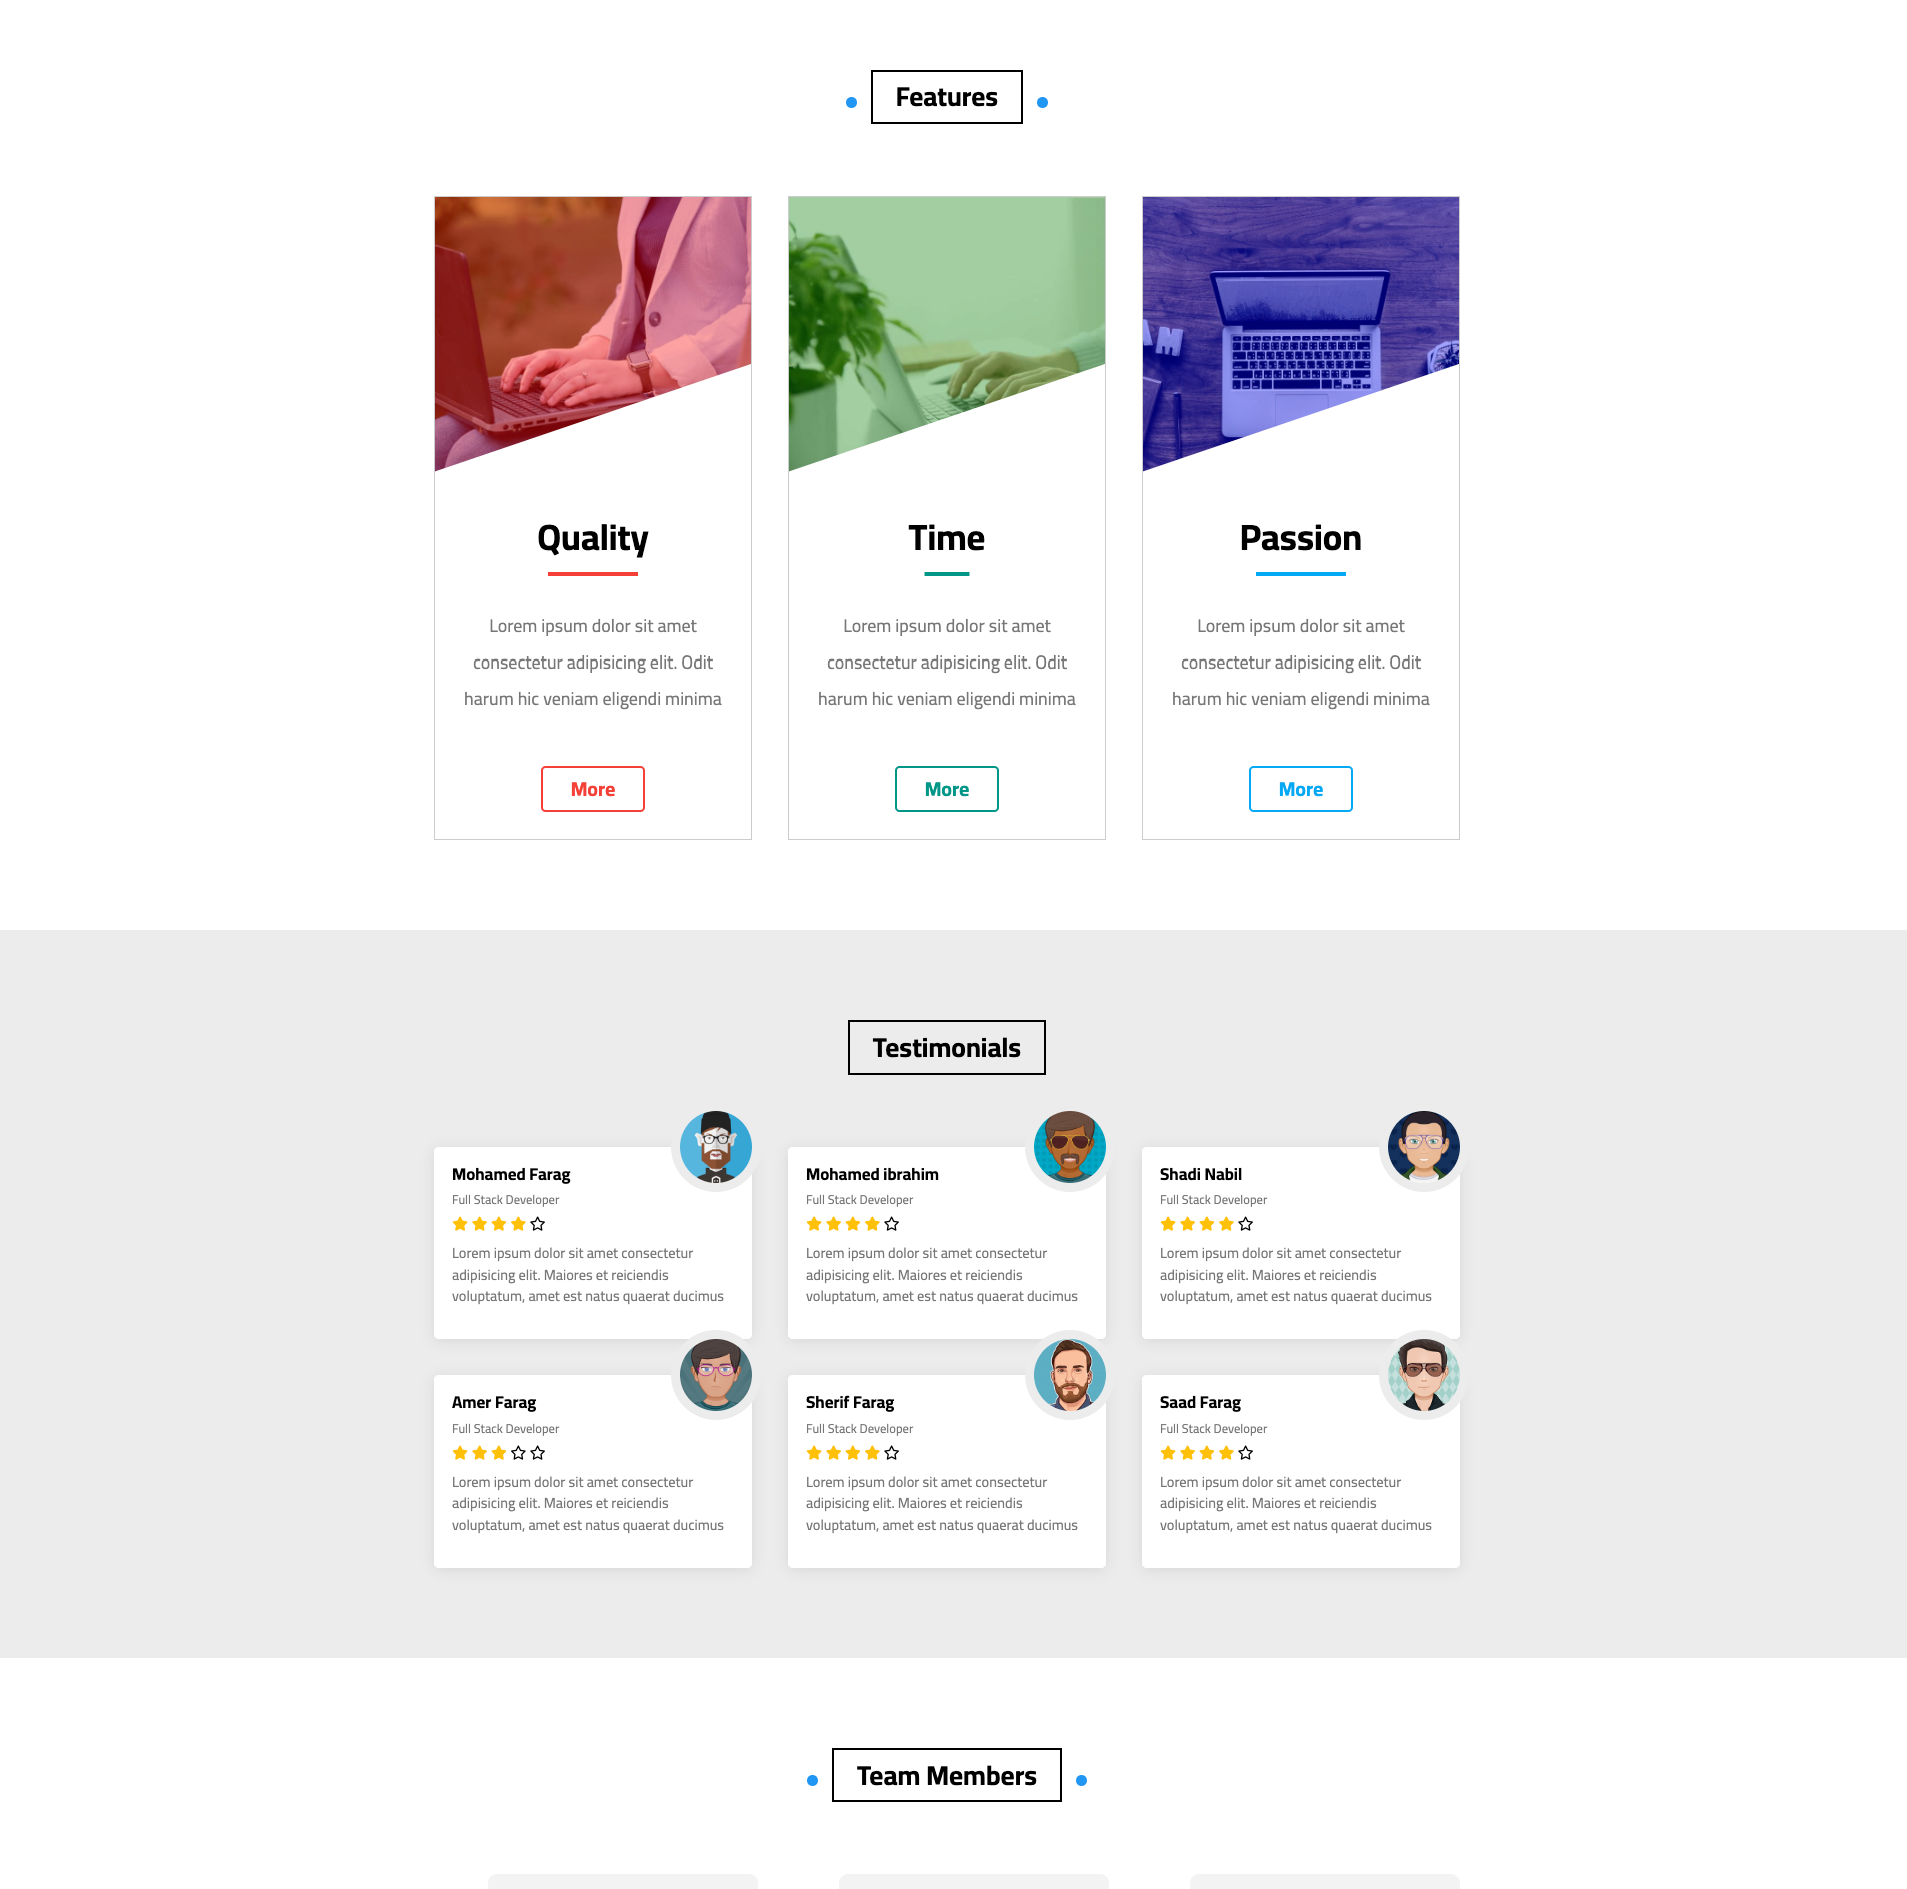 Features
Quality
Lorem ipsum dolor sit amet
consectetur adipisicing elit. Odit
harum hic veniam eligendi minima
More
Time
Lorem ipsum dolor sit amet
consectetur adipisicing elit. Odit
harum hic veniam eligendi minima
More
Passion
Lorem ipsum dolor sit amet
consectetur adipisicing elit. Odit
harum hic veniam eligendi minima
More
Testimonials
Mohamed Farag
Full Stack Developer
Lorem ipsum dolor sit amet consectetur
adipisicing elit. Maiores et reiciendis
voluptatum, amet est natus quaerat ducimus
Mohamed ibrahim
Full Stack Developer
Lorem ipsum dolor sit amet consectetur
adipisicing elit. Maiores et reiciendis
voluptatum, amet est natus quaerat ducimus
Shadi Nabil
Full Stack Developer
Lorem ipsum dolor sit amet consectetur
adipisicing elit. Maiores et reiciendis
voluptatum, amet est natus quaerat ducimus
Amer Farag
Full Stack Developer
Lorem ipsum dolor sit amet consectetur
adipisicing elit. Maiores et reiciendis
voluptatum, amet est natus quaerat ducimus
Sherif Farag
Full Stack Developer
Lorem ipsum dolor sit amet consectetur
adipisicing elit. Maiores et reiciendis
voluptatum, amet est natus quaerat ducimus
Saad Farag
Full Stack Developer
Lorem ipsum dolor sit amet consectetur
adipisicing elit. Maiores et reiciendis
voluptatum, amet est natus quaerat ducimus
Team Members